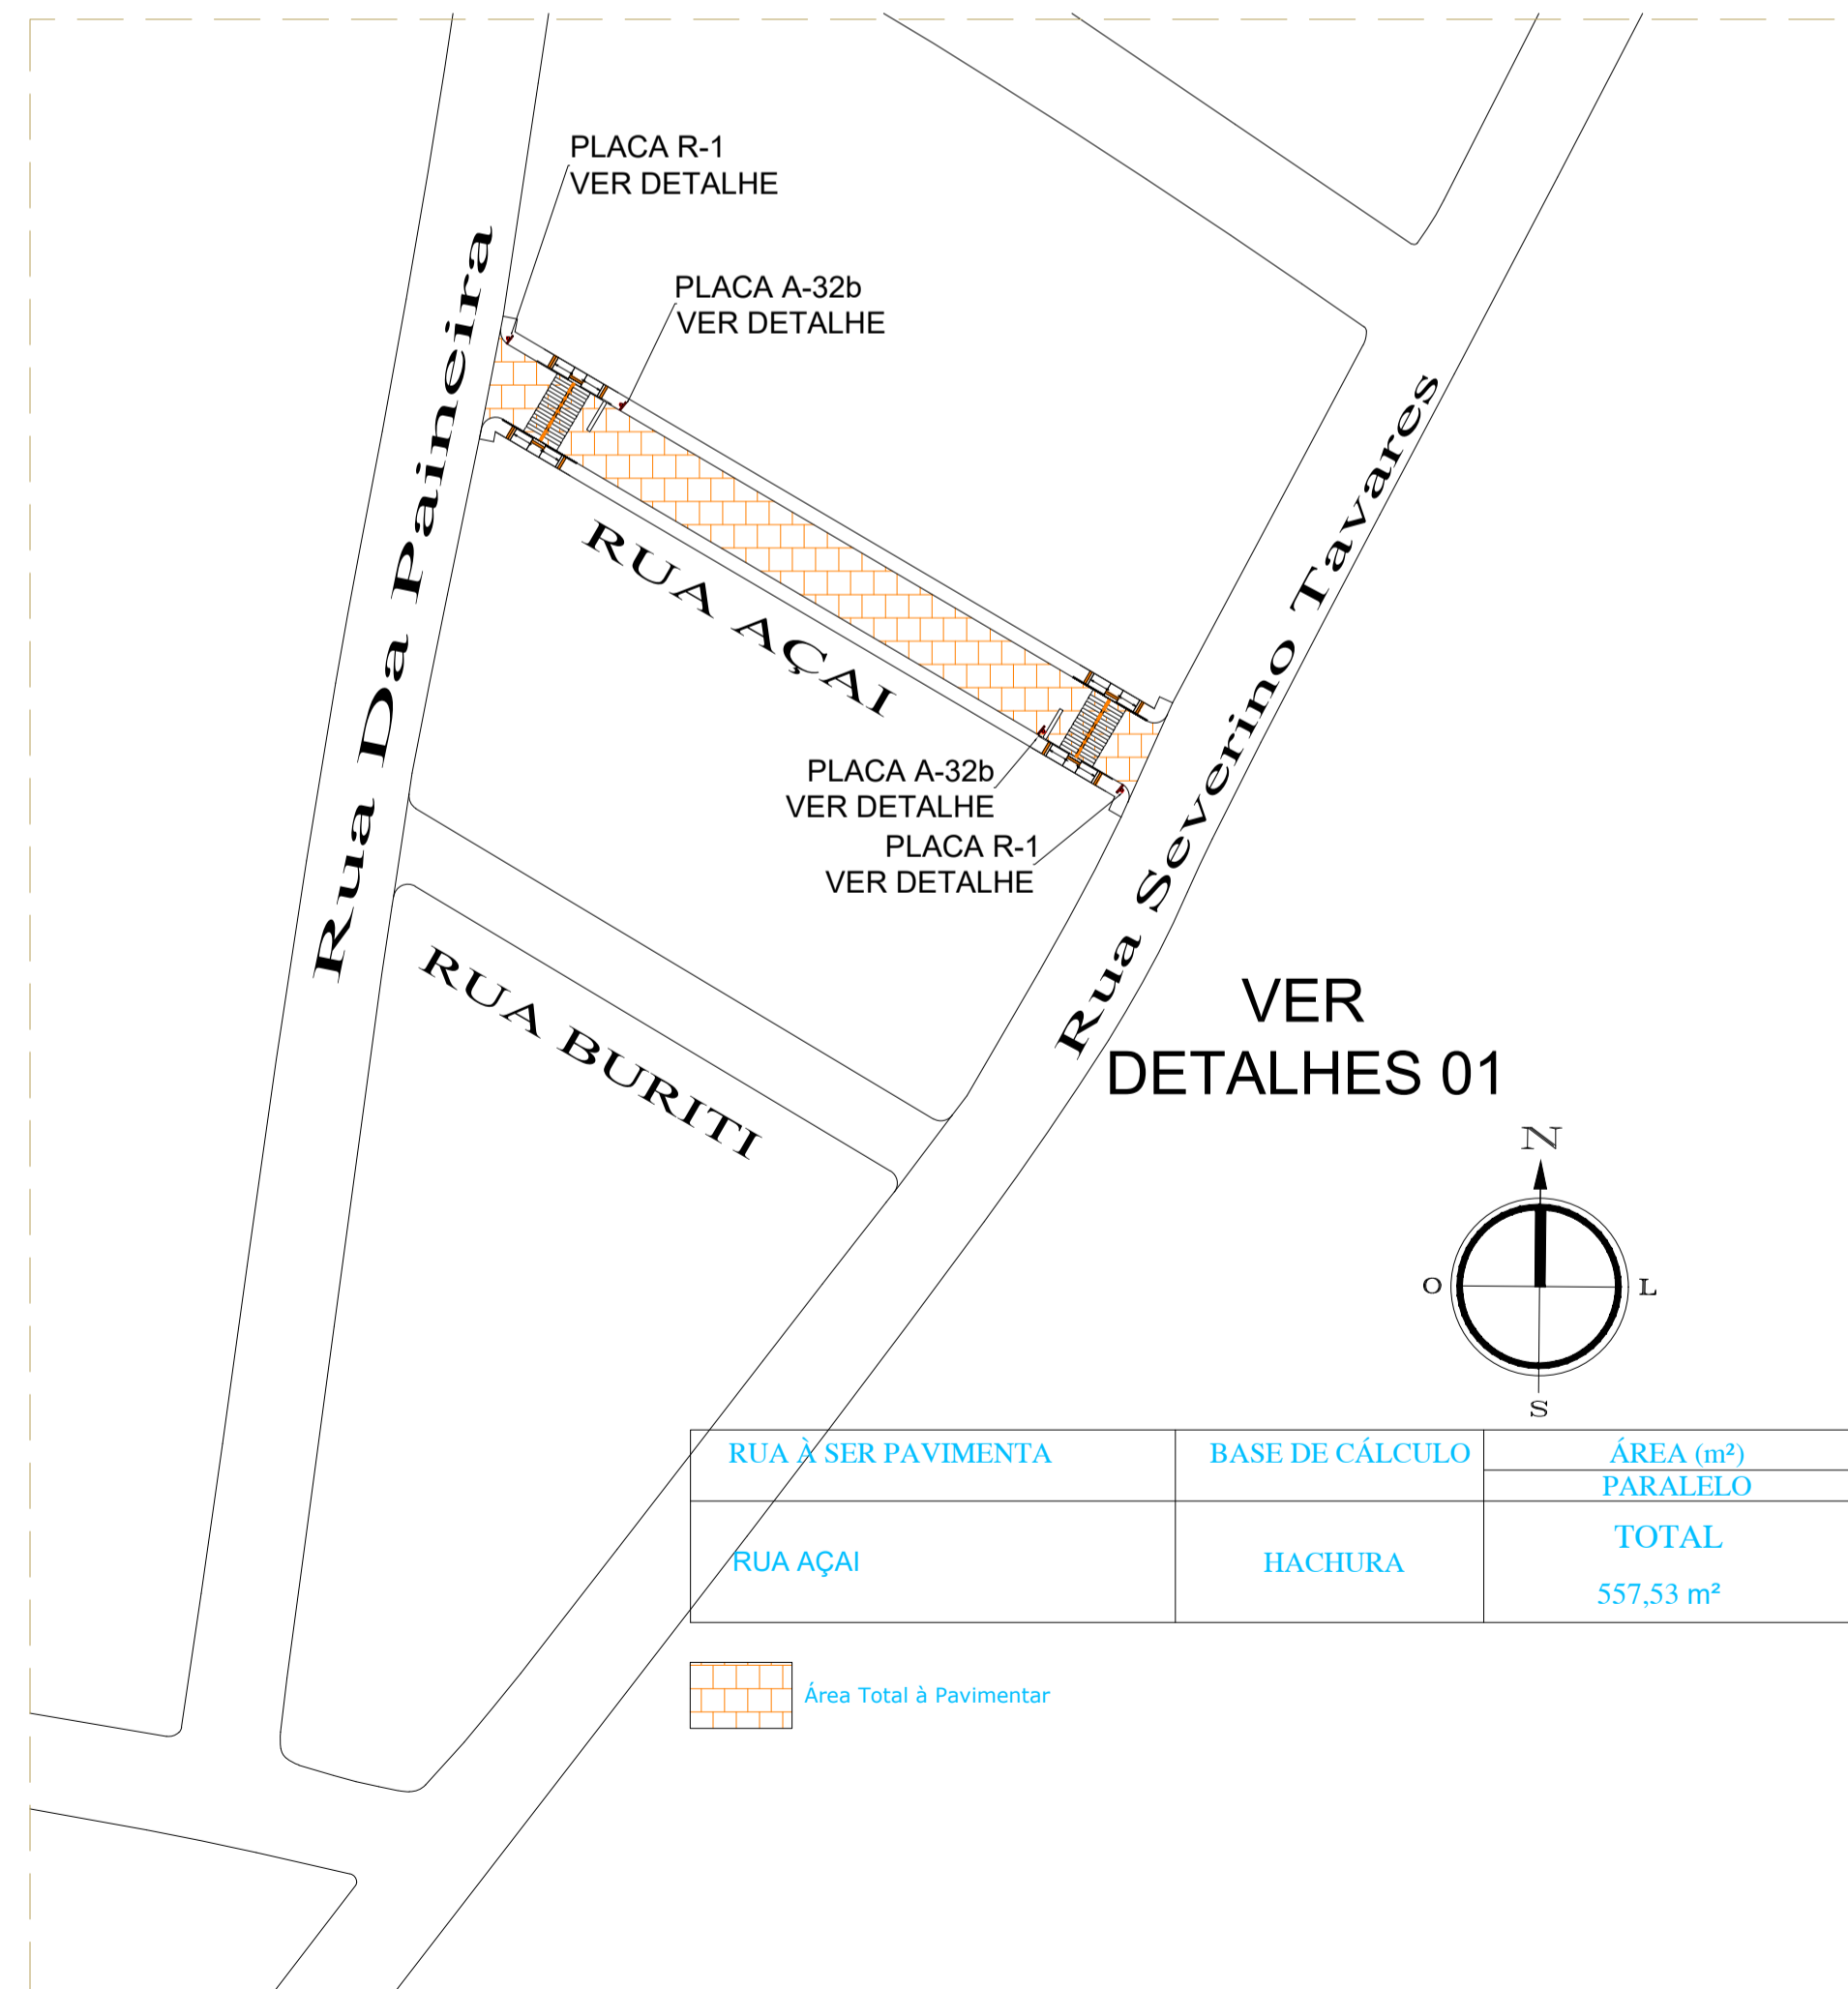 PLACA R-1
VER DETALHE
PLACA A-32b
VER DETALHE
Rua Da Paineira
RUA AÇAI
Rua Severino Tavares
PLACA A-32b
VER DETALHE
PLACA R-1
VER DETALHE
RUA BURITI
VER
DETALHES 01
N
O
L
S
RUA À SER PAVIMENTA
BASE DE CÁLCULO
ÁREA (m²)
PARALELO
RUA AÇAI
HACHURA
TOTAL
557,53 m²
Área Total à Pavimentar